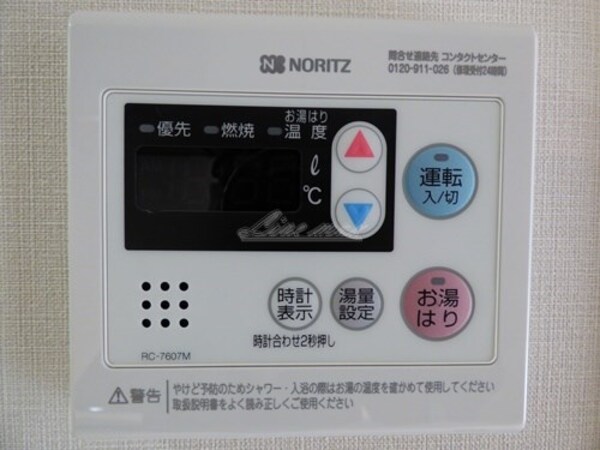 NORITZ
問合せ連絡先 コンタクトセンター
0120-911-026 (修理受付24時間)
お湯はり
優先 燃焼 温度
ℓ
℃
運転
入/切
時計
表示
湯量
設定
お湯
はり
時計合わせ2秒押し
RC-7607M
警告
やけど予防のためシャワー・入浴の際はお湯の温度を確かめて使用してください
取扱説明書をよく読み正しくご使用ください